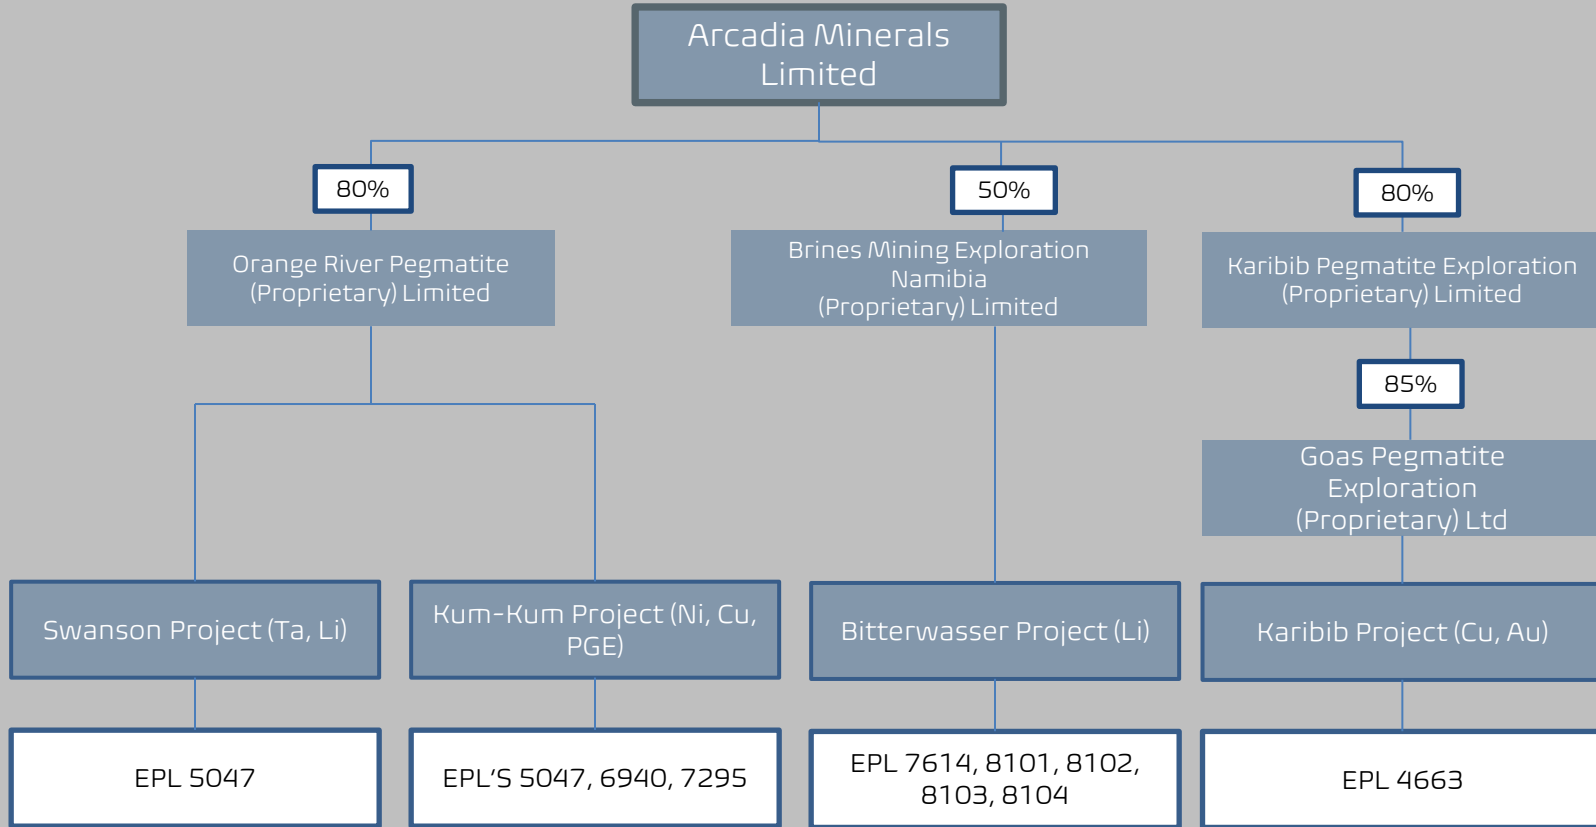 Arcadia Minerals
Limited
80%
50%
80%
Orange River Pegmatite
(Proprietary) Limited
Brines Mining Exploration
Namibia
(Proprietary) Limited
Karibib Pegmatite Exploration
(Proprietary) Limited
85%
Goas Pegmatite
Exploration
(Proprietary) Ltd
Swanson Project (Ta, Li)
Kum-Kum Project (Ni, Cu,
PGE)
Bitterwasser Project (Li)
Karibib Project (Cu, Au)
EPL 5047
EPL'S 5047, 6940, 7295
EPL 7614, 8101, 8102,
8103, 8104
EPL 4663